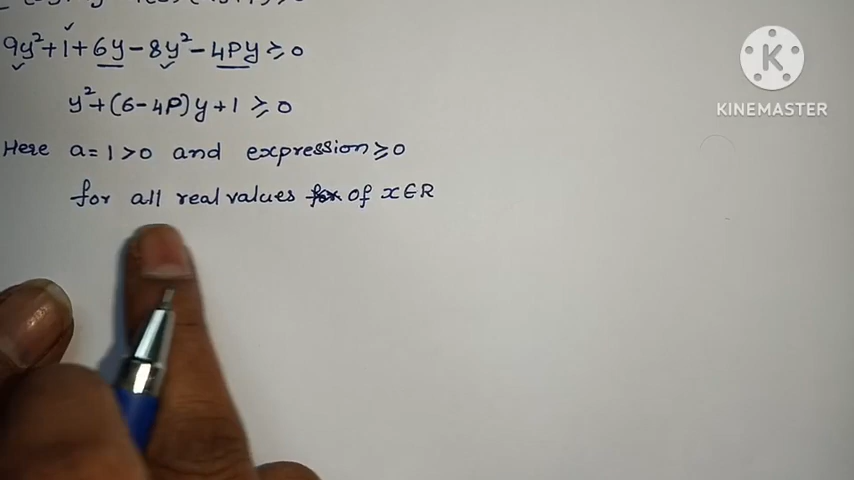 9y²+1+6y-8y²-4Py≥0
y²+(6-4P)y+1≥0
Here a=1>0 and expression≥0
for all real values of x∈R
KINEMASTER